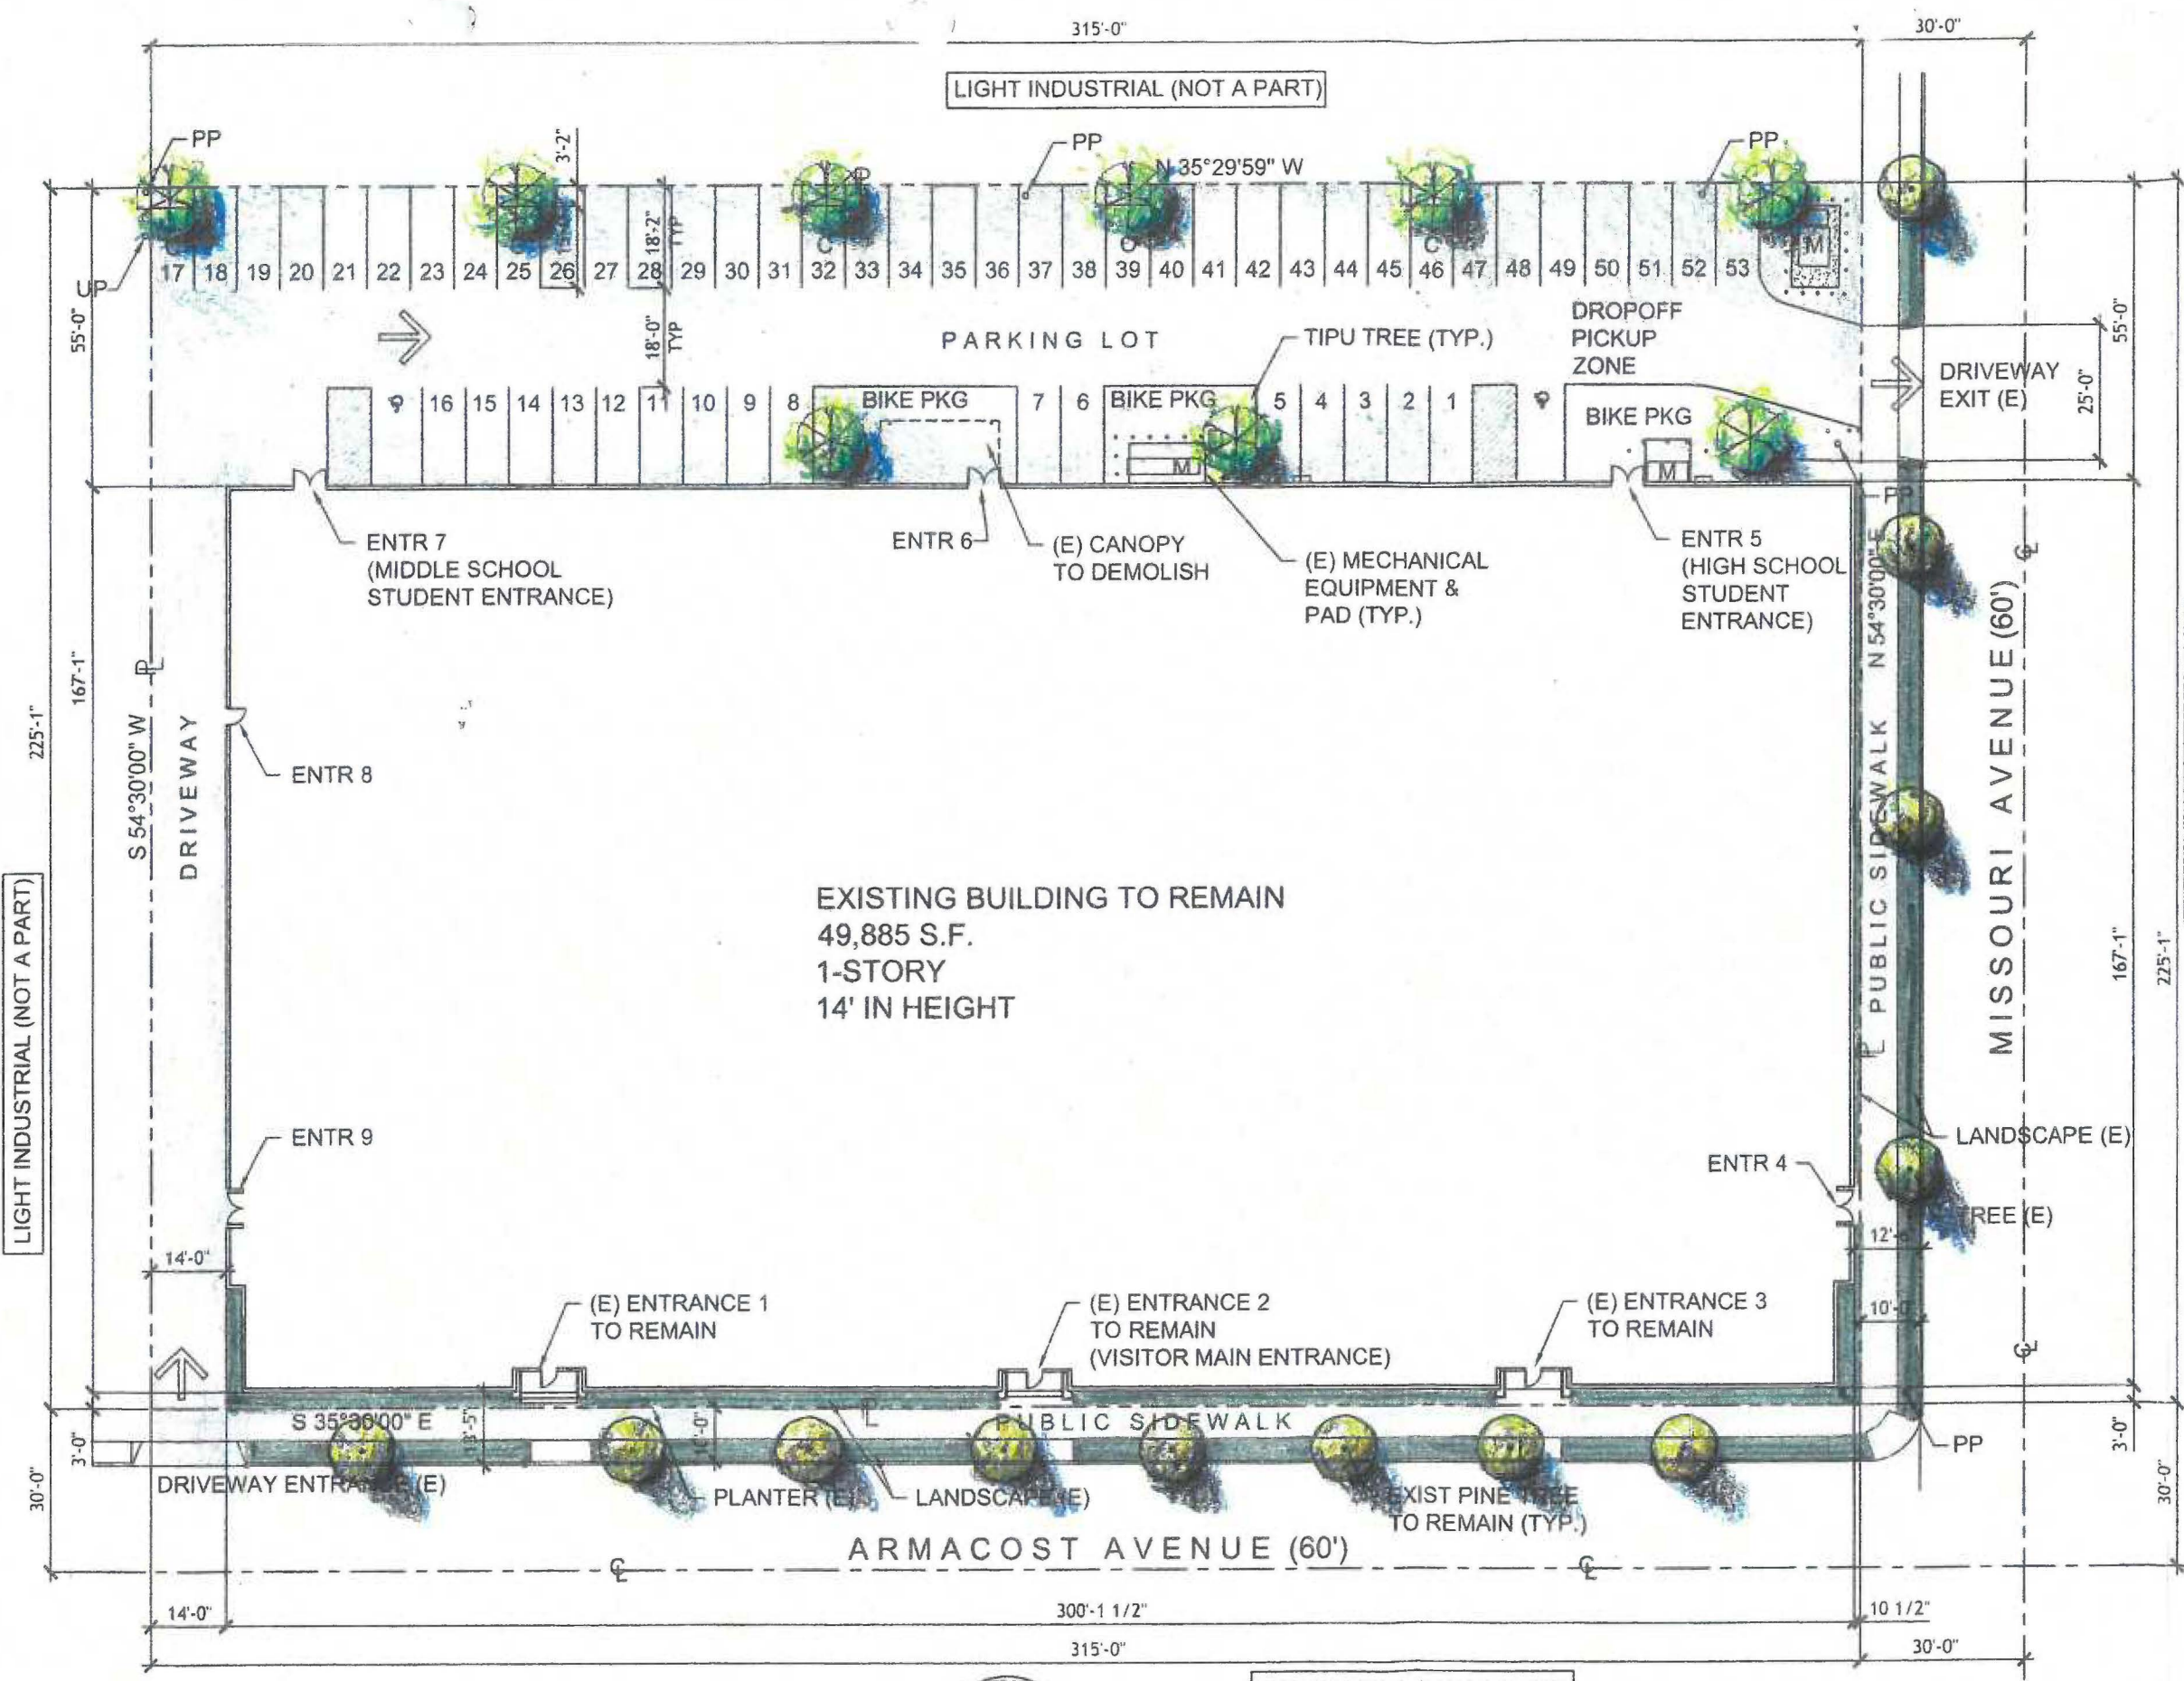 315'-0"
30'-0"
LIGHT INDUSTRIAL (NOT A PART)
PP
3'-2"
PP
N 35°29'59" W
PP
18'-2" TYP
C
C
C
M
17 18 19 20 21 22 23 24 25 26 27 28 29 30 31 32 33 34 35 36 37 38 39 40 41 42 43 44 45 46 47 48 49 50 51 52 53
UP
55'-0"
55'-0"
18'-0" TYP
PARKING LOT
TIPU TREE (TYP.)
DROPOFF
PICKUP
ZONE
DRIVEWAY
EXIT (E)
25'-0"
16 15 14 13 12 11 10 9 8
BIKE PKG
7 6
BIKE PKG
5 4 3 2 1
BIKE PKG
M
M
PP
ENTR 7
(MIDDLE SCHOOL
STUDENT ENTRANCE)
ENTR 6
(E) CANOPY
TO DEMOLISH
(E) MECHANICAL
EQUIPMENT &
PAD (TYP.)
ENTR 5
(HIGH SCHOOL
STUDENT
ENTRANCE)
N 54°30'00" E
MISSOURI AVENUE (60')
PUBLIC SIDEWALK
167'-1"
225'-1"
S 54°30'00" W
DRIVEWAY
ENTR 8
LIGHT INDUSTRIAL (NOT A PART)
EXISTING BUILDING TO REMAIN
49,885 S.F.
1-STORY
14' IN HEIGHT
167'-1"
225'-1"
ENTR 9
ENTR 4
LANDSCAPE (E)
TREE (E)
14'-0"
10'-0"
(E) ENTRANCE 1
TO REMAIN
(E) ENTRANCE 2
TO REMAIN
(VISITOR MAIN ENTRANCE)
(E) ENTRANCE 3
TO REMAIN
S 35°30'00" E
PUBLIC SIDEWALK
PP
3'-0"
3'-0"
30'-0"
30'-0"
DRIVEWAY ENTRANCE (E)
PLANTER (E)
LANDSCAPE (E)
EXIST PINE TREE
TO REMAIN (TYP.)
ARMACOST AVENUE (60')
14'-0"
300'-1 1/2"
10 1/2"
315'-0"
30'-0"